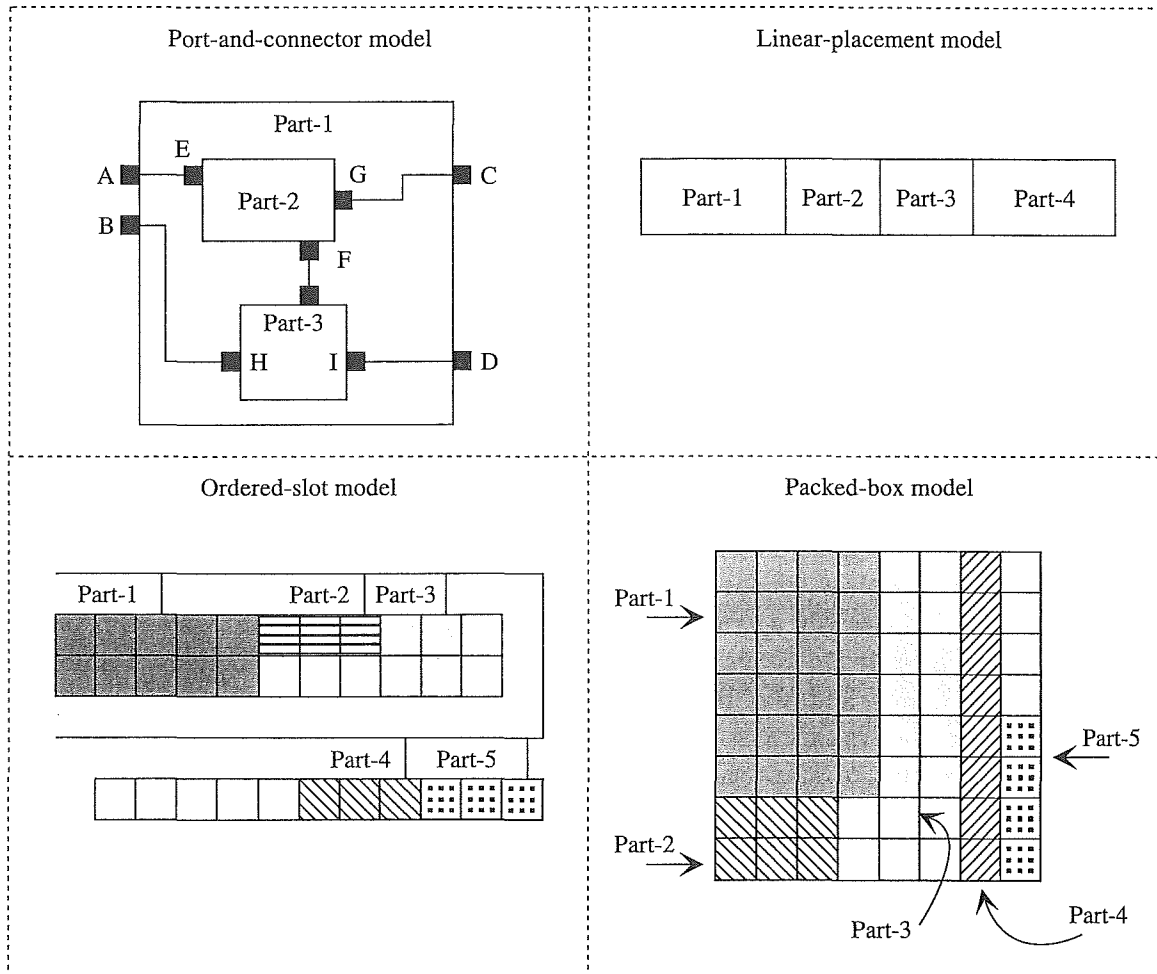 Port-and-connector model
Part-1
E
A
G
C
Part-2
B
F
Part-3
H
I
D
Linear-placement model
Part-1 Part-2 Part-3 Part-4
Ordered-slot model
Part-1 Part-2 Part-3
Part-4 Part-5
Packed-box model
Part-1
Part-5
Part-2
Part-3
Part-4